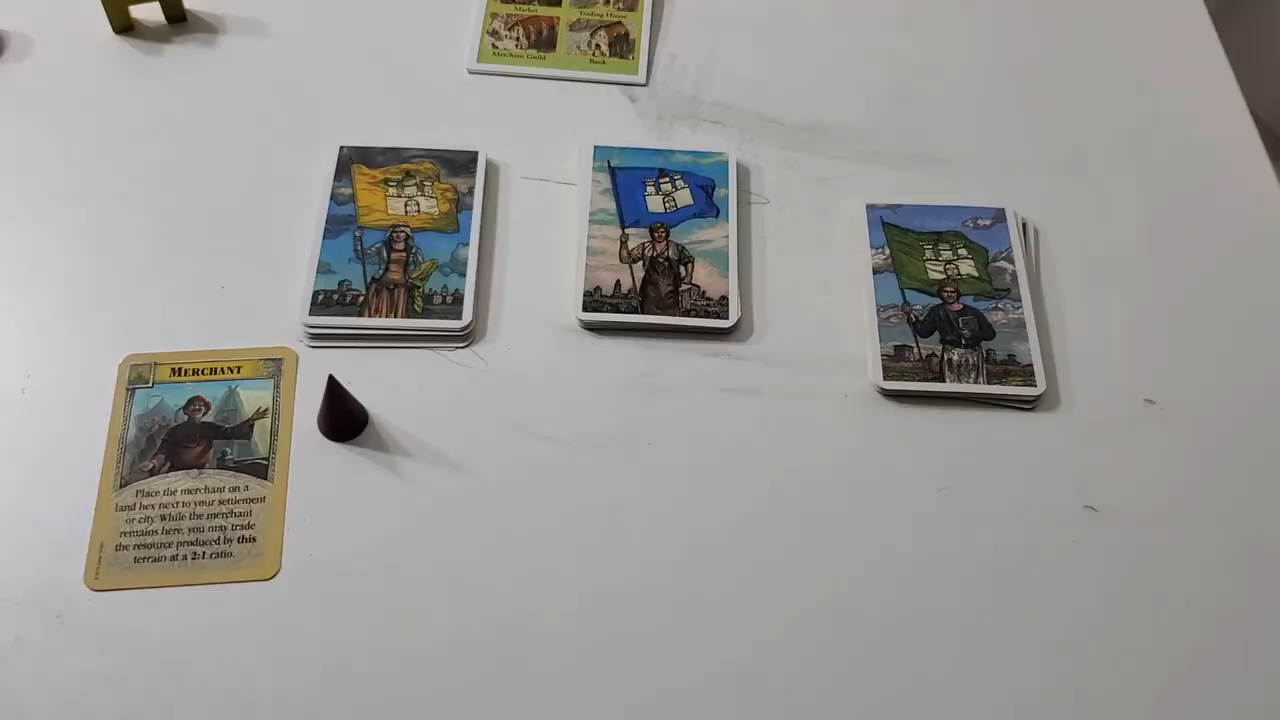 Market
Trading House
Merchant Guild
Bank
MERCHANT
Place the merchant on a
land hex next to your settlement
or city. While the merchant
remains here, you may trade
the resource produced by this
terrain at a 2:1 ratio.